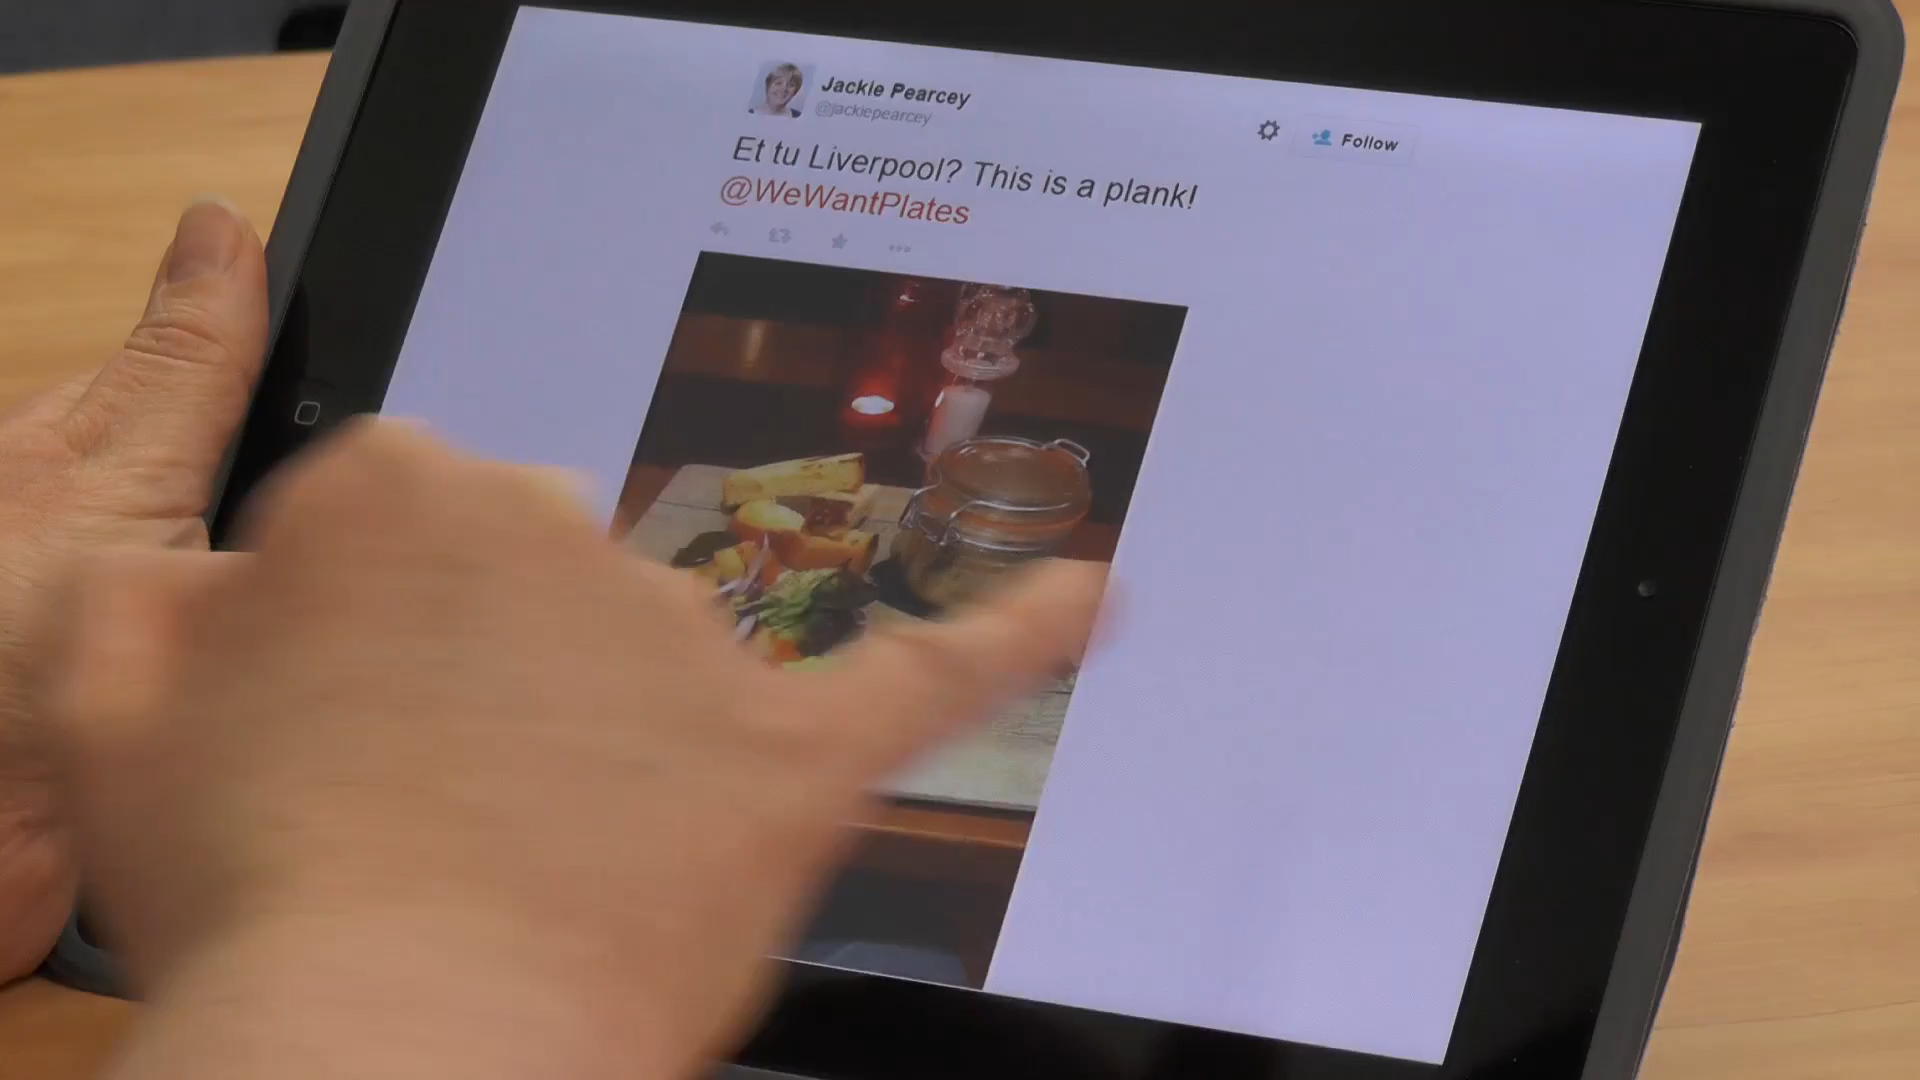 Jackie Pearcey
@jackiepearcey
Follow
Et tu Liverpool? This is a plank!
@WeWantPlates